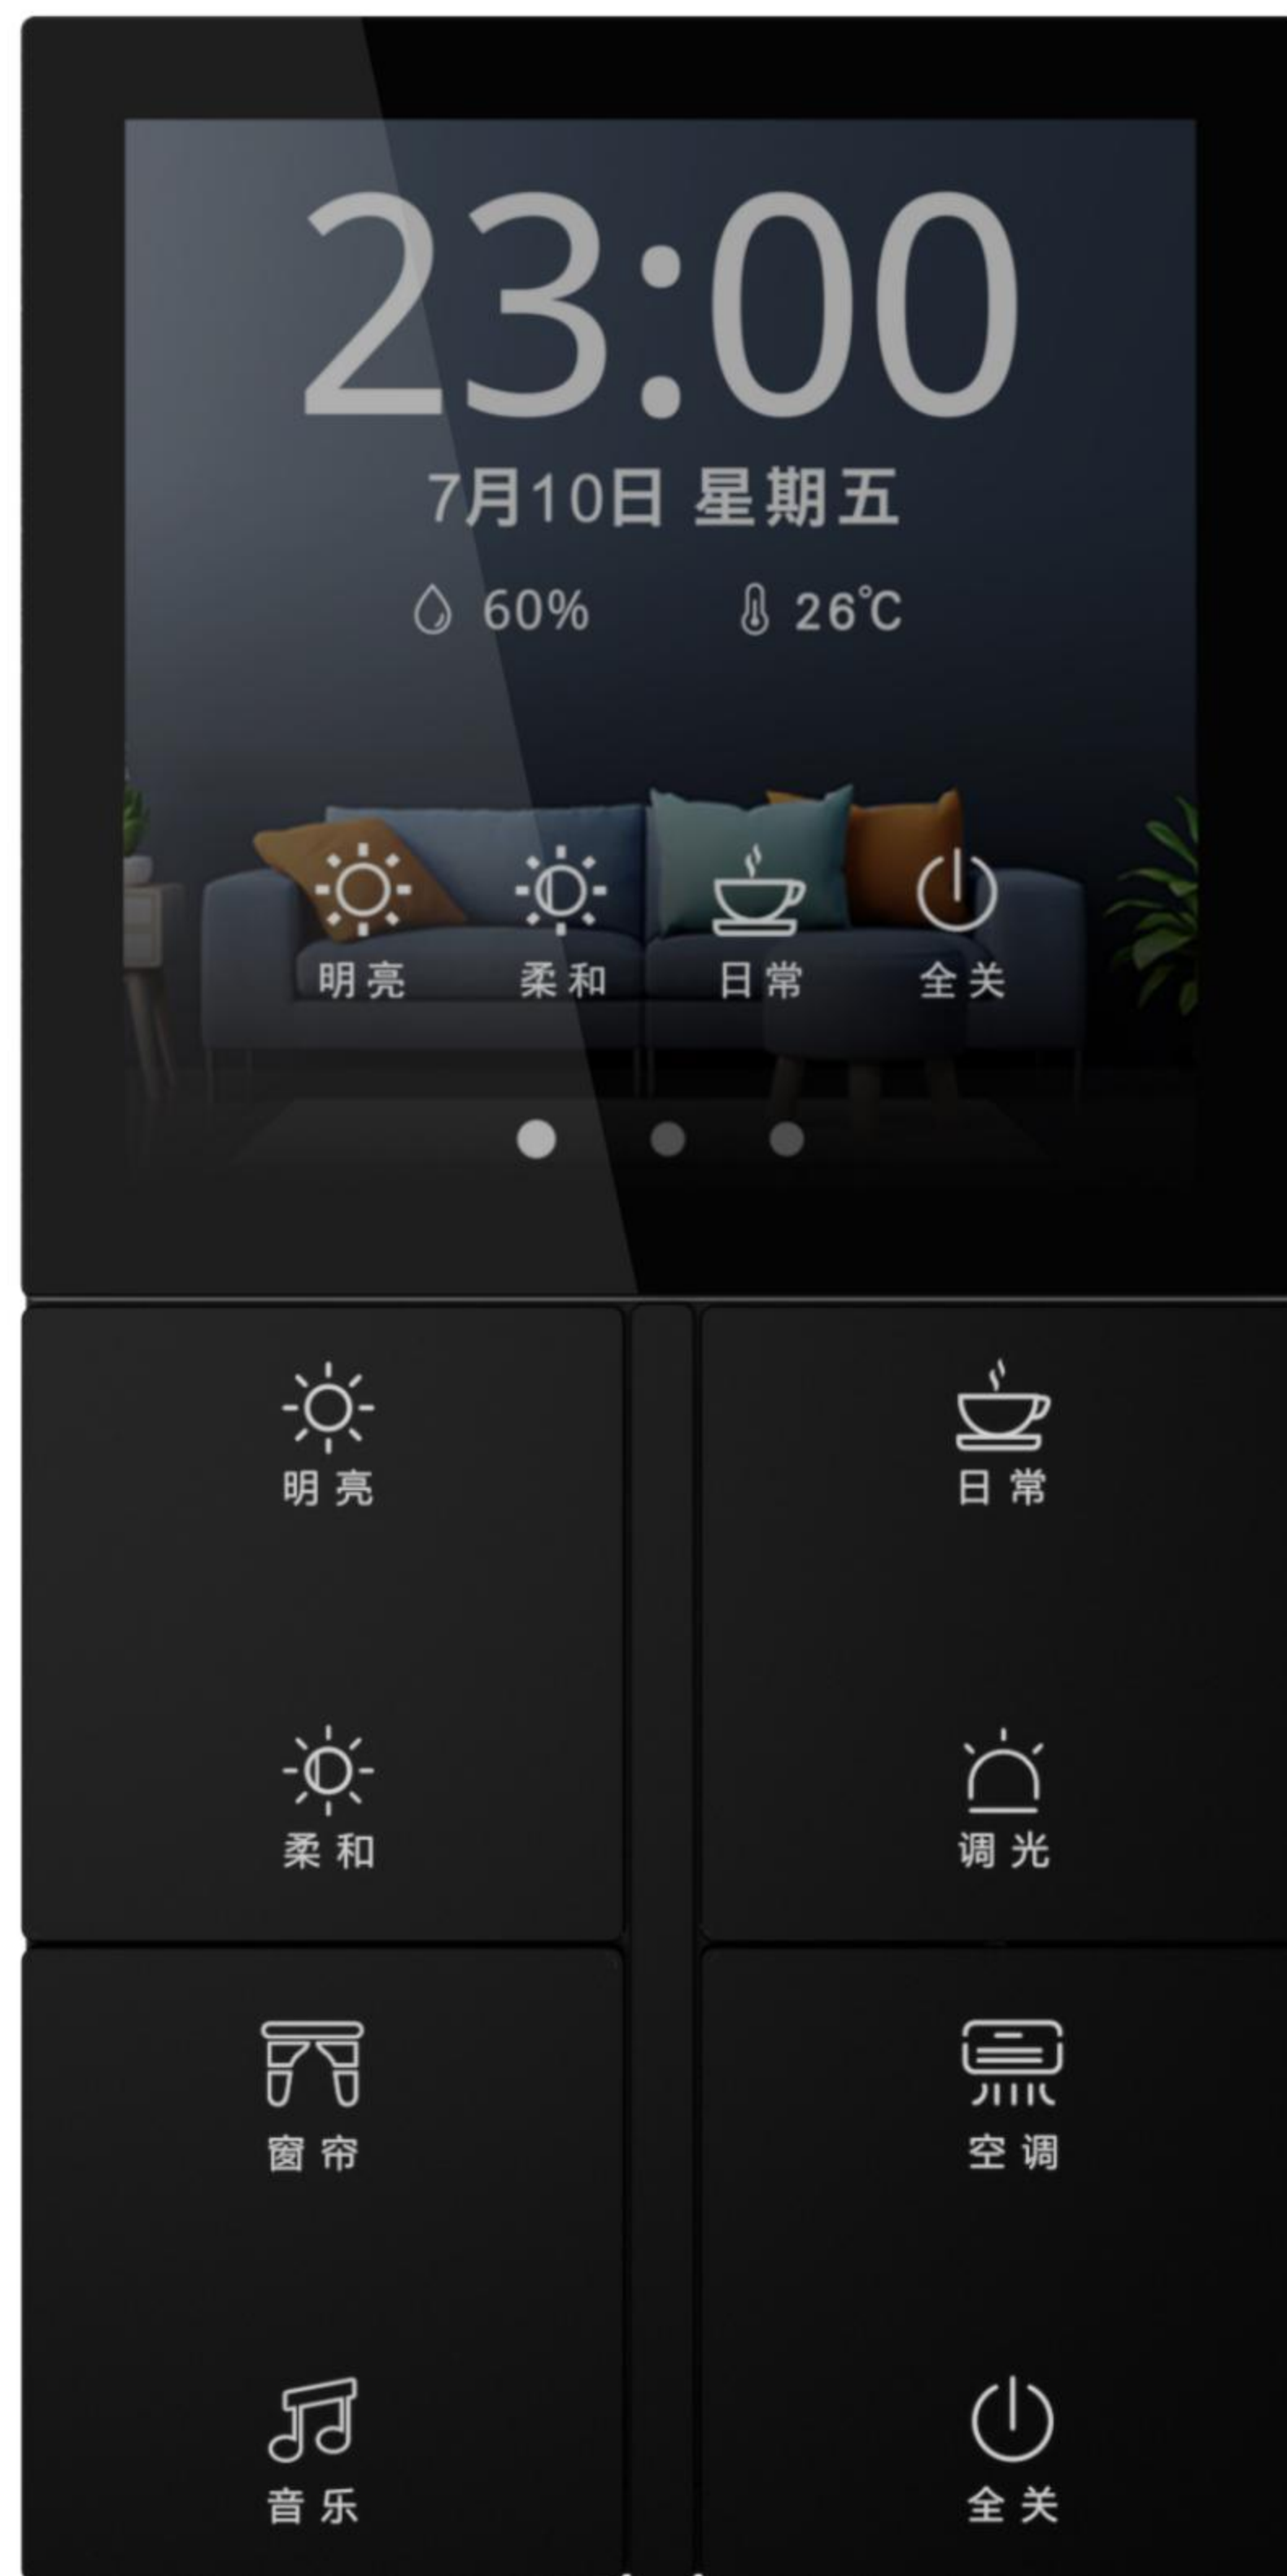 23:00
7月10日 星期五
60% 26℃
明亮 柔和 日常 全关
明亮 日常
柔和 调光
窗帘 空调
音乐 全关